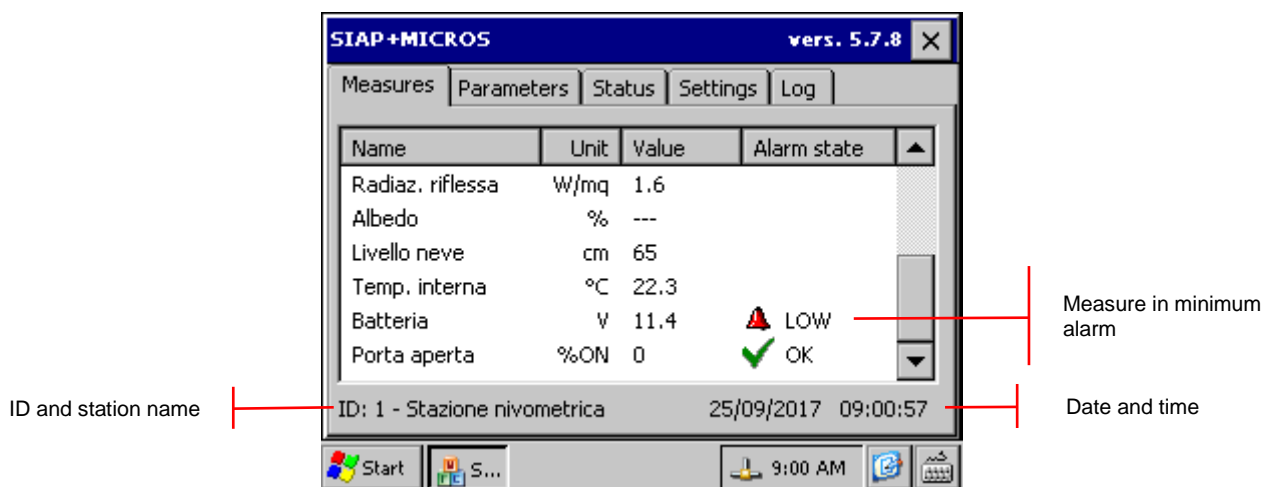 SIAP+MICROS vers. 5.7.8
Measures Parameters Status Settings Log
Name Unit Value Alarm state
Radiaz. riflessa W/mq 1.6
Albedo % ---
Livello neve cm 65
Temp. interna °C 22.3
Batteria V 11.4 LOW
Porta aperta %ON 0 OK
Measure in minimum
alarm
ID and station name
ID: 1 - Stazione nivometrica 25/09/2017 09:00:57
Date and time
Start S... 9:00 AM